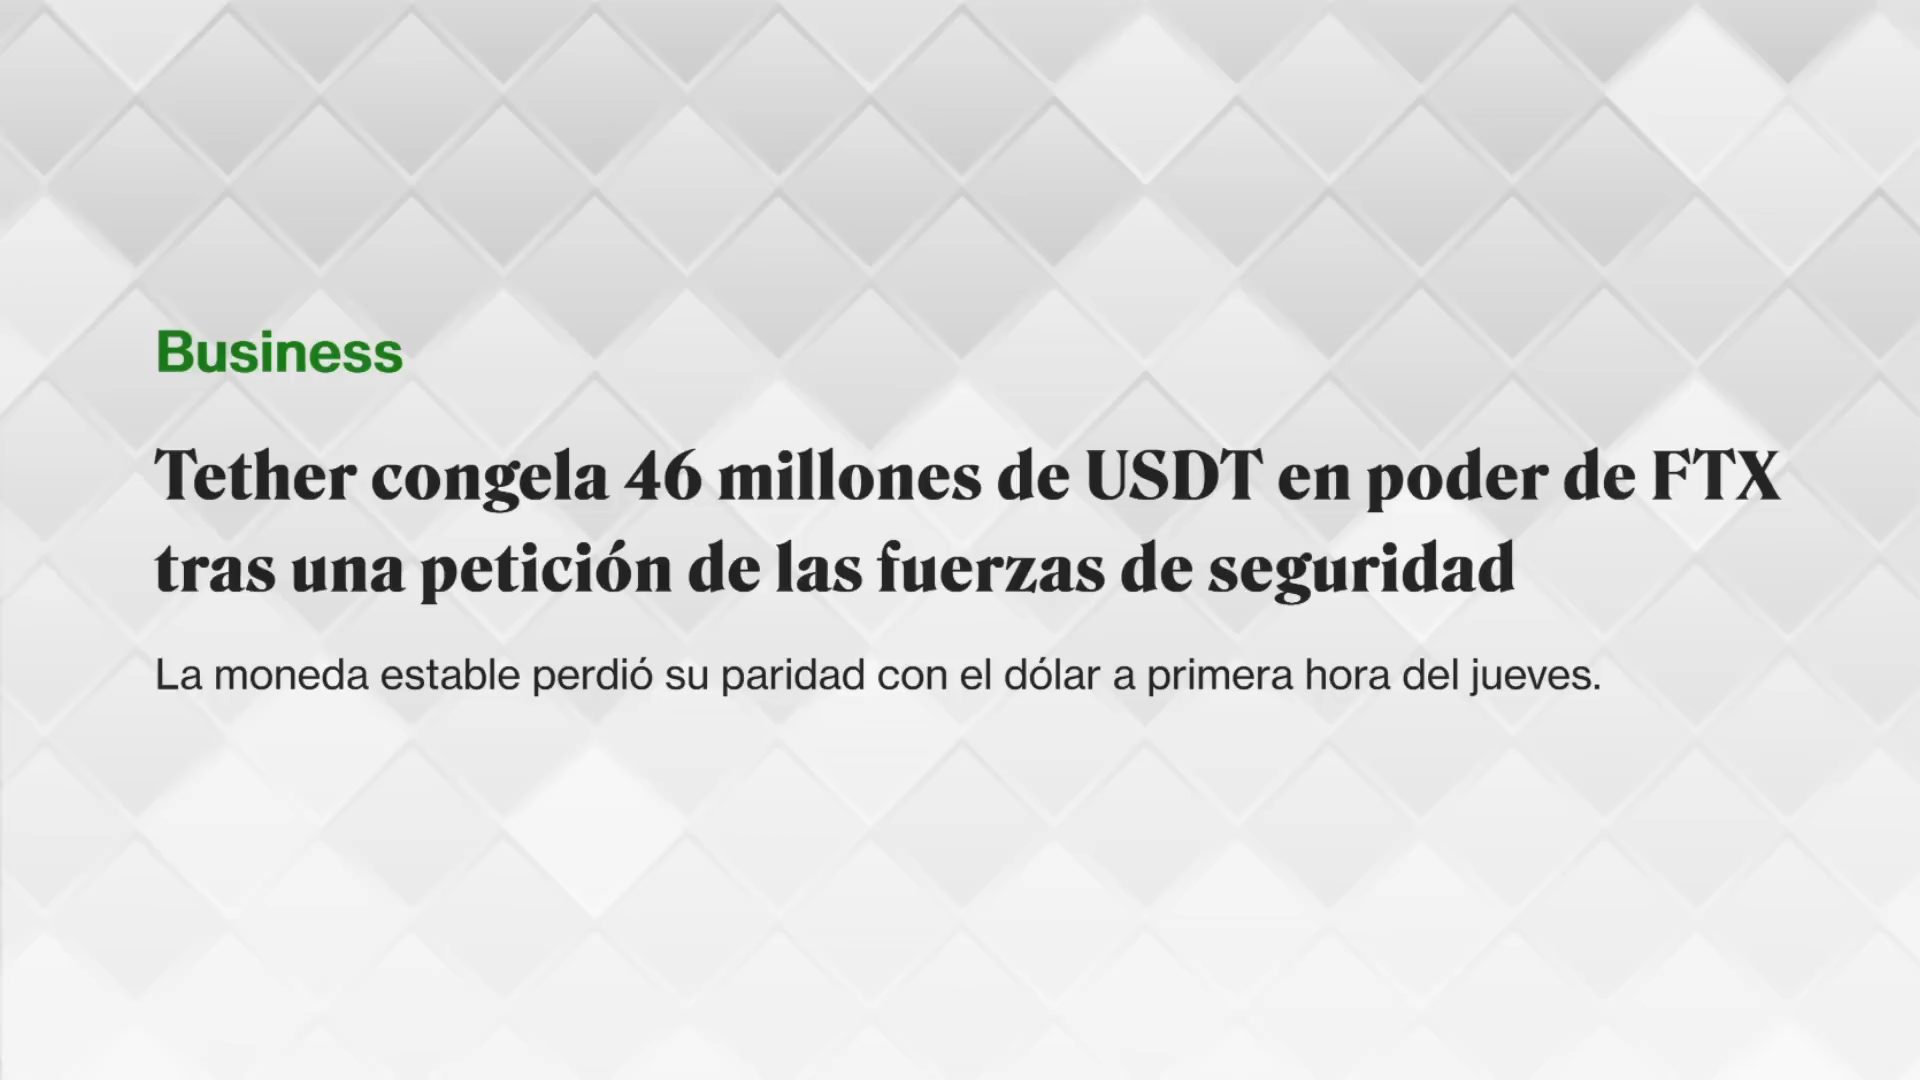 Business
Tether congela 46 millones de USDT en poder de FTX
tras una petición de las fuerzas de seguridad
La moneda estable perdió su paridad con el dólar a primera hora del jueves.